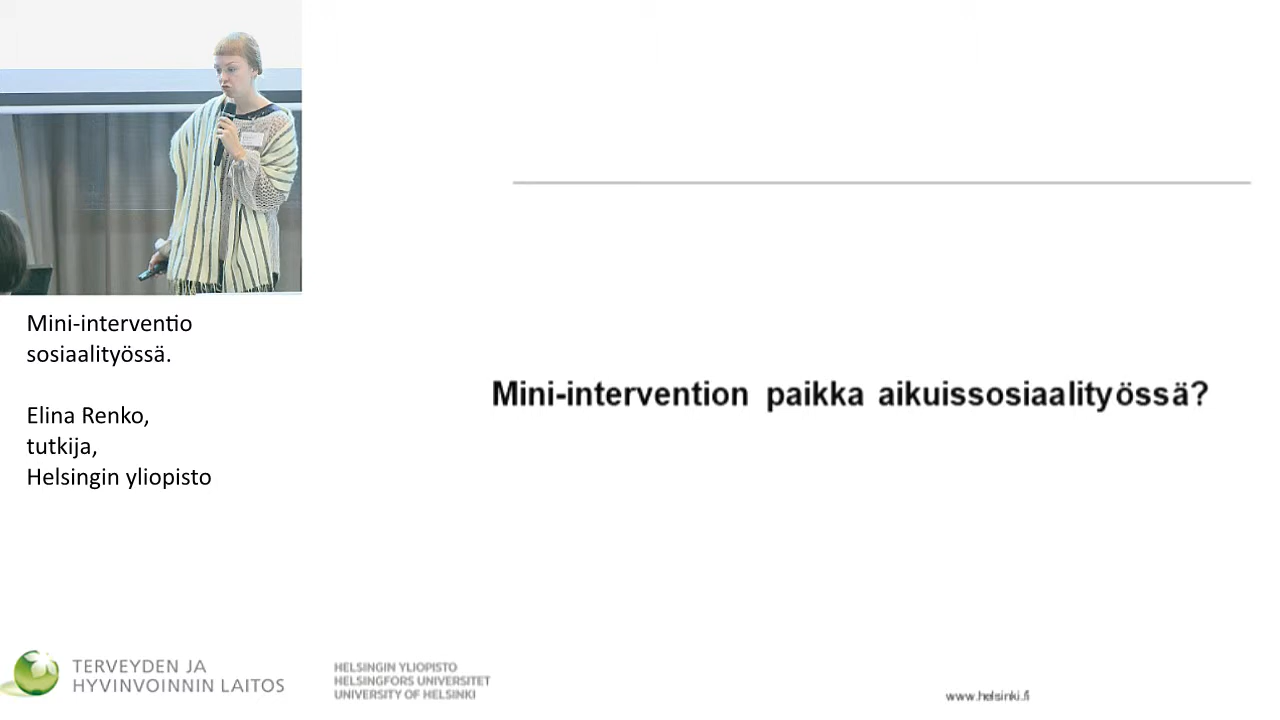 Mini-interventio
sosiaalityössä.
Elina Renko,
tutkija,
Helsingin yliopisto
Mini-intervention paikka aikuissosiaalityössä?
TERVEYDEN JA
HYVINVOINNIN LAITOS
HELSINGIN YLIOPISTO
HELSINGFORS UNIVERSITET
UNIVERSITY OF HELSINKI
www.helsinki.fi